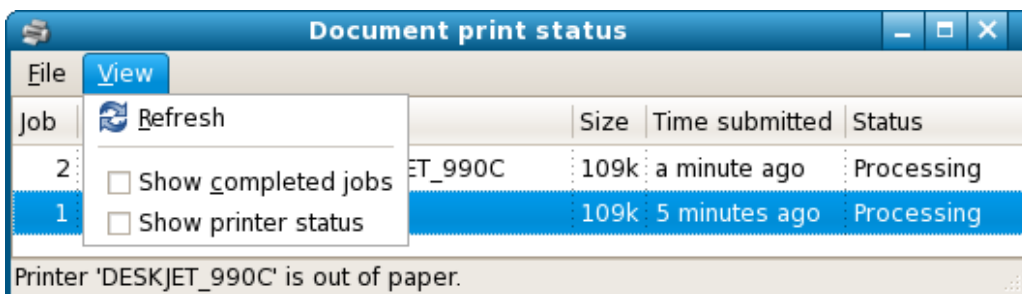 Document print status
File View
Job Size Time submitted Status
Refresh
2 ET_990C 109k a minute ago Processing
Show completed jobs
1 109k 5 minutes ago Processing
Show printer status
Printer 'DESKJET_990C' is out of paper.